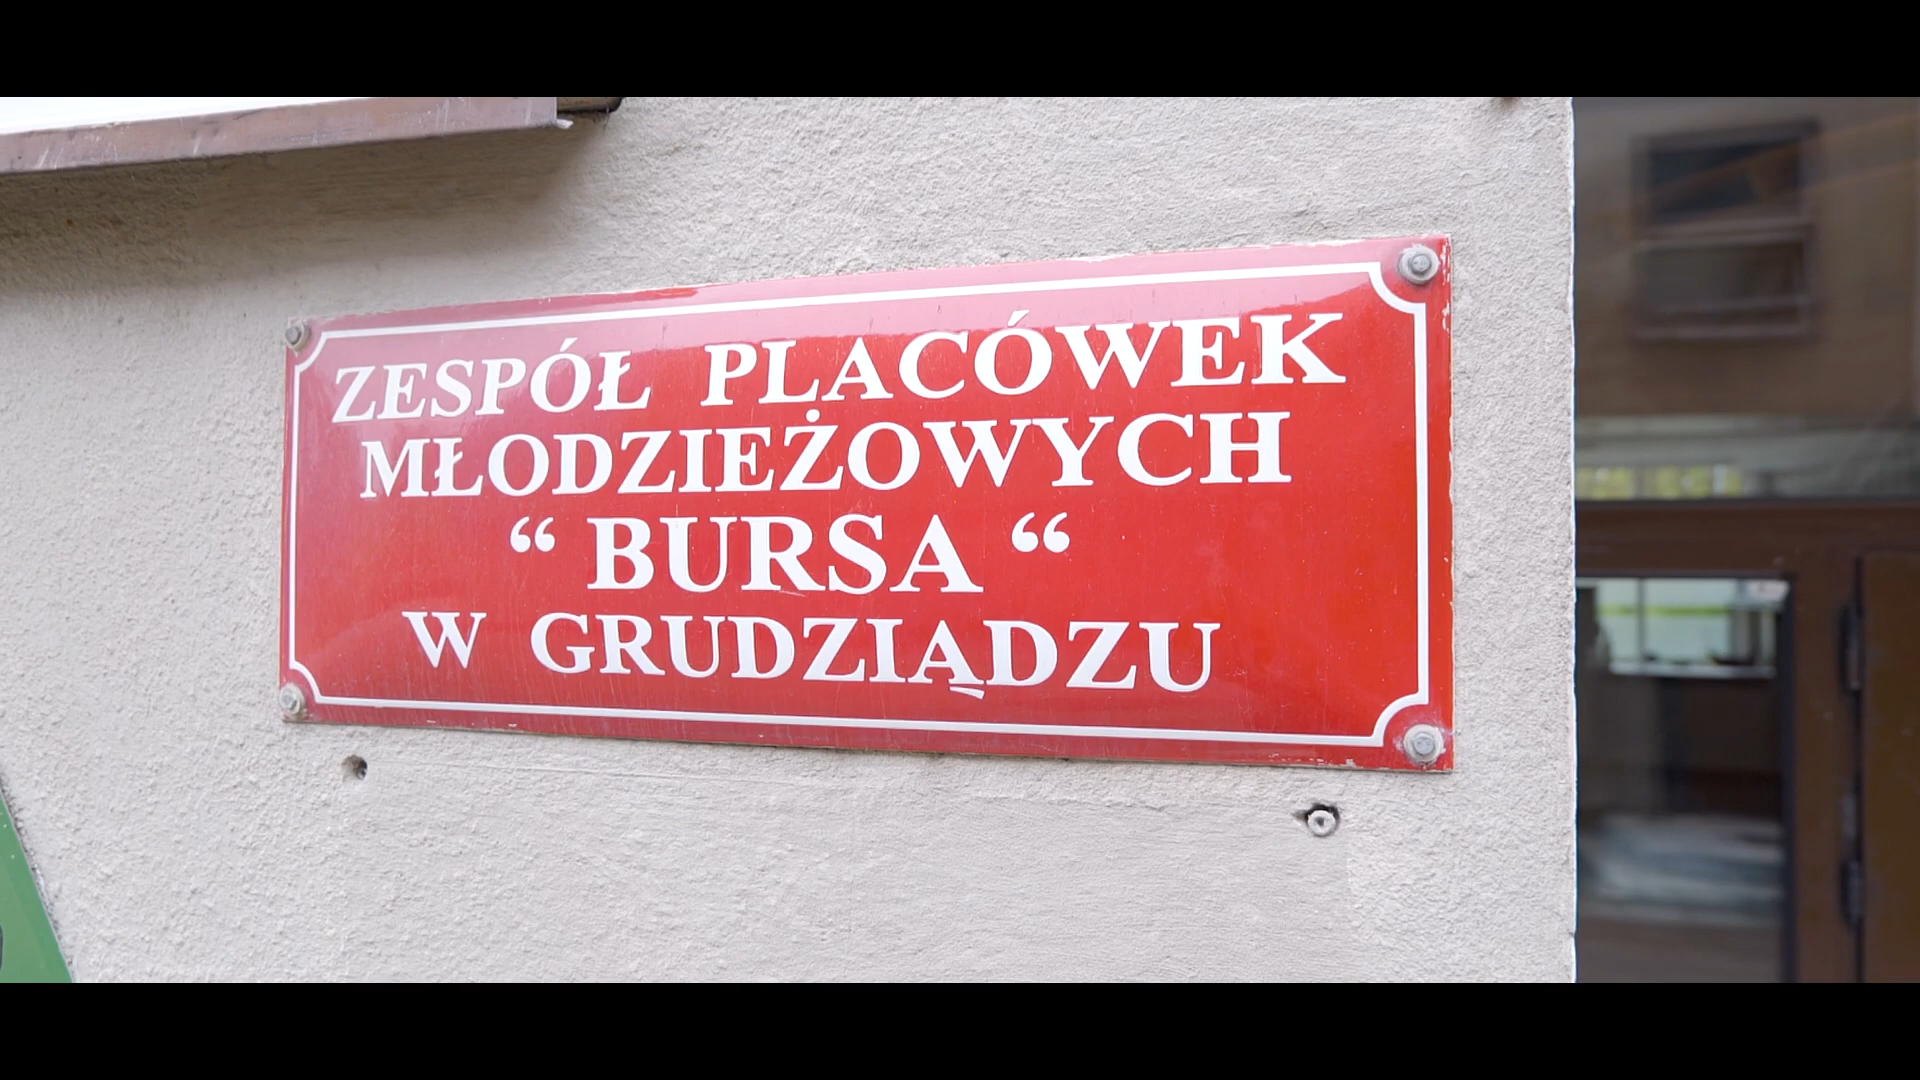 ZESPÓŁ PLACÓWEK
MŁODZIEŻOWYCH
“ BURSA “
W GRUDZIĄDZU